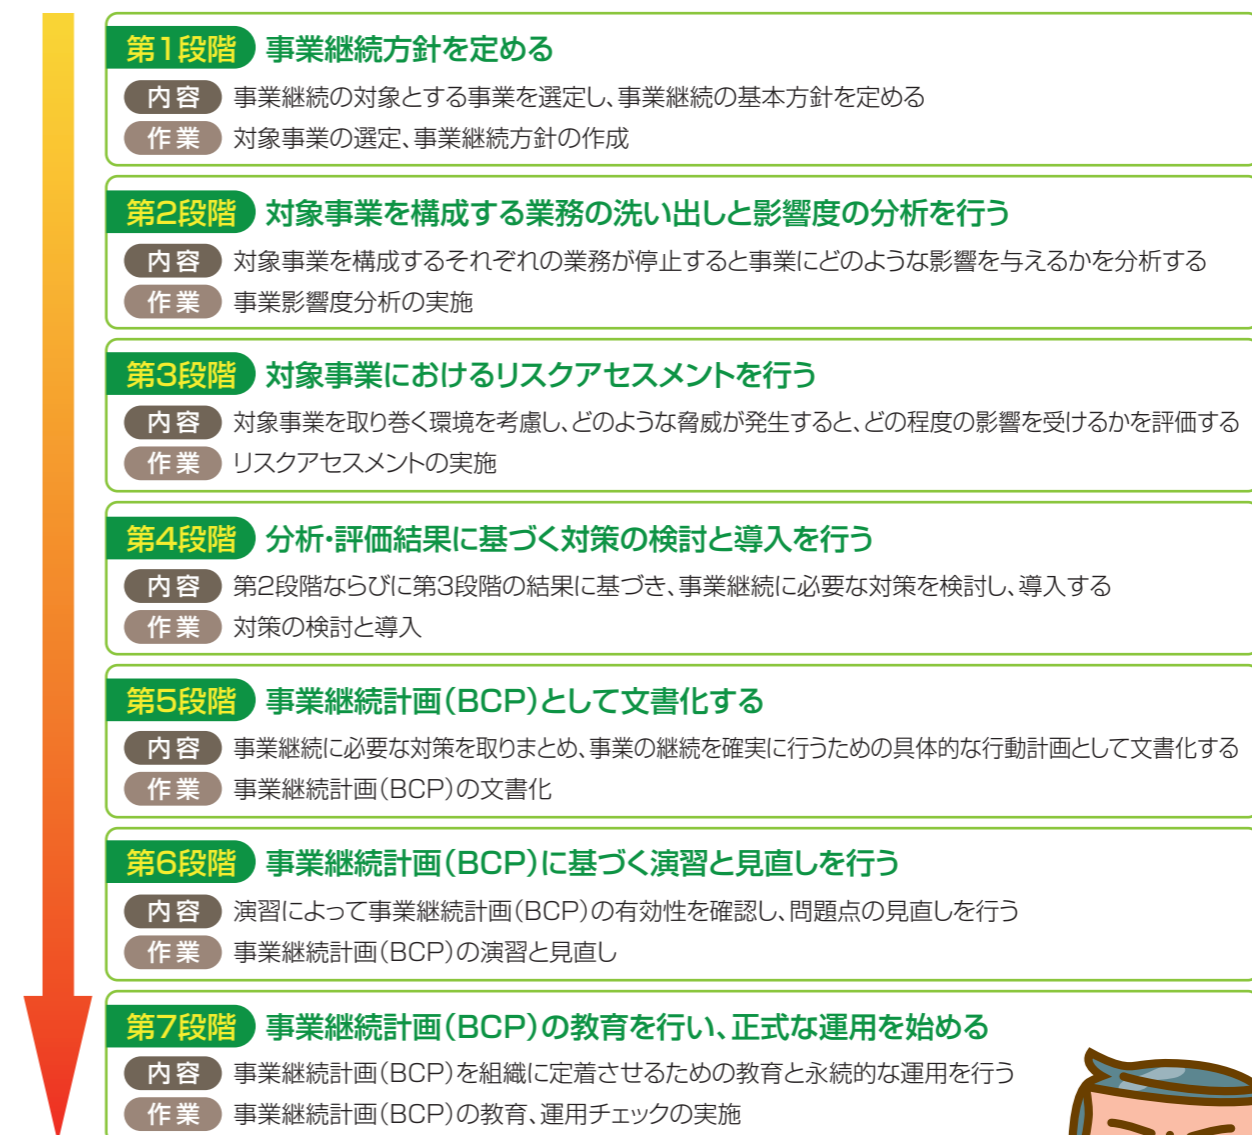 第1段階 事業継続方針を定める
内容 事業継続の対象とする事業を選定し、事業継続の基本方針を定める
作業 対象事業の選定、事業継続方針の作成
第2段階 対象事業を構成する業務の洗い出しと影響度の分析を行う
内容 対象事業を構成するそれぞれの業務が停止すると事業にどのような影響を与えるかを分析する
作業 事業影響度分析の実施
第3段階 対象事業におけるリスクアセスメントを行う
内容 対象事業を取り巻く環境を考慮し、どのような脅威が発生すると、どの程度の影響を受けるかを評価する
作業 リスクアセスメントの実施
第4段階 分析・評価結果に基づく対策の検討と導入を行う
内容 第2段階ならびに第3段階の結果に基づき、事業継続に必要な対策を検討し、導入する
作業 対策の検討と導入
第5段階 事業継続計画(BCP)として文書化する
内容 事業継続に必要な対策を取りまとめ、事業の継続を確実に行うための具体的な行動計画として文書化する
作業 事業継続計画(BCP)の文書化
第6段階 事業継続計画(BCP)に基づく演習と見直しを行う
内容 演習によって事業継続計画(BCP)の有効性を確認し、問題点の見直しを行う
作業 事業継続計画(BCP)の演習と見直し
第7段階 事業継続計画(BCP)の教育を行い、正式な運用を始める
内容 事業継続計画(BCP)を組織に定着させるための教育と永続的な運用を行う
作業 事業継続計画(BCP)の教育、運用チェックの実施